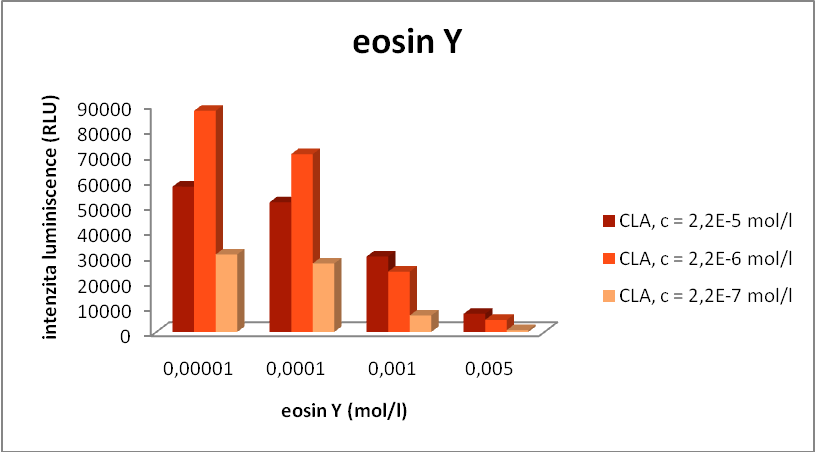 eosin Y
intenzita luminiscence (RLU)
90000
80000
70000
60000
50000
40000
30000
20000
10000
0
0,00001 0,0001 0,001 0,005
eosin Y (mol/l)
CLA, c = 2,2E-5 mol/l
CLA, c = 2,2E-6 mol/l
CLA, c = 2,2E-7 mol/l